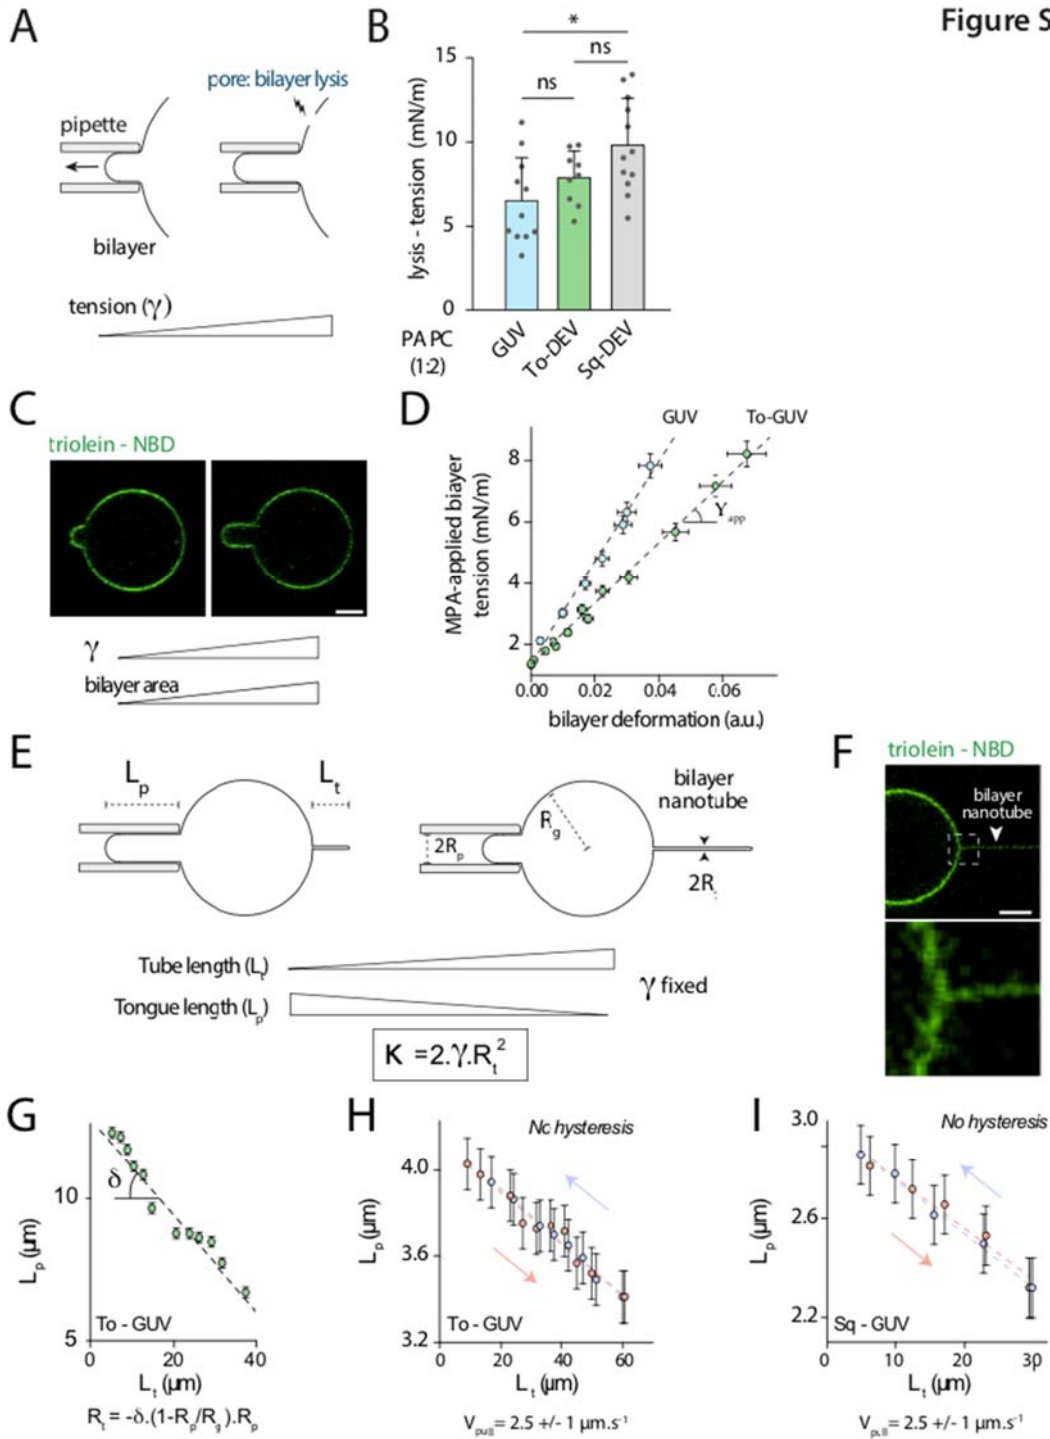 Figure S
A
pore: bilayer lysis
pipette
bilayer
tension (γ)
B
*
ns
ns
15
10
5
0
lysis - tension (mN/m)
PA PC
(1:2)
GUV
To-DEV
Sq-DEV
C
triolein - NBD
γ
bilayer area
D
GUV
To-GUV
8
6
4
2
Yapp
MPA-applied biayer
tension (mN/m)
0.00 0.02 0.04 0.06
bilayer deformation (a.u.)
E
Lp
Lt
2Rp
Rg
bilayer
nanotube
2R
Tube length (Lt)
Tongue length (Lp)
γ fixed
K =2.γ.Rt²
F
triolein - NBD
bilayer
nanotube
G
10
5
δ
Lp (μm)
To - GUV
0 20 40
Lt (μm)
Rt = -δ.(1-Rp/Rg).Rp
H
No hysteresis
4.0
3.6
3.2
Lp (μm)
To - GUV
0 20 40 60
Lt (μm)
Vpull = 2.5 +/- 1 μm.s⁻¹
I
No hysteresis
3.0
2.6
2.2
Lp (μm)
Sq - GUV
0 10 20 30
Lt (μm)
Vpull = 2.5 +/- 1 μm.s⁻¹